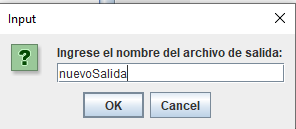 Input
Ingrese el nombre del archivo de salida:
nuevoSalida
OK
Cancel